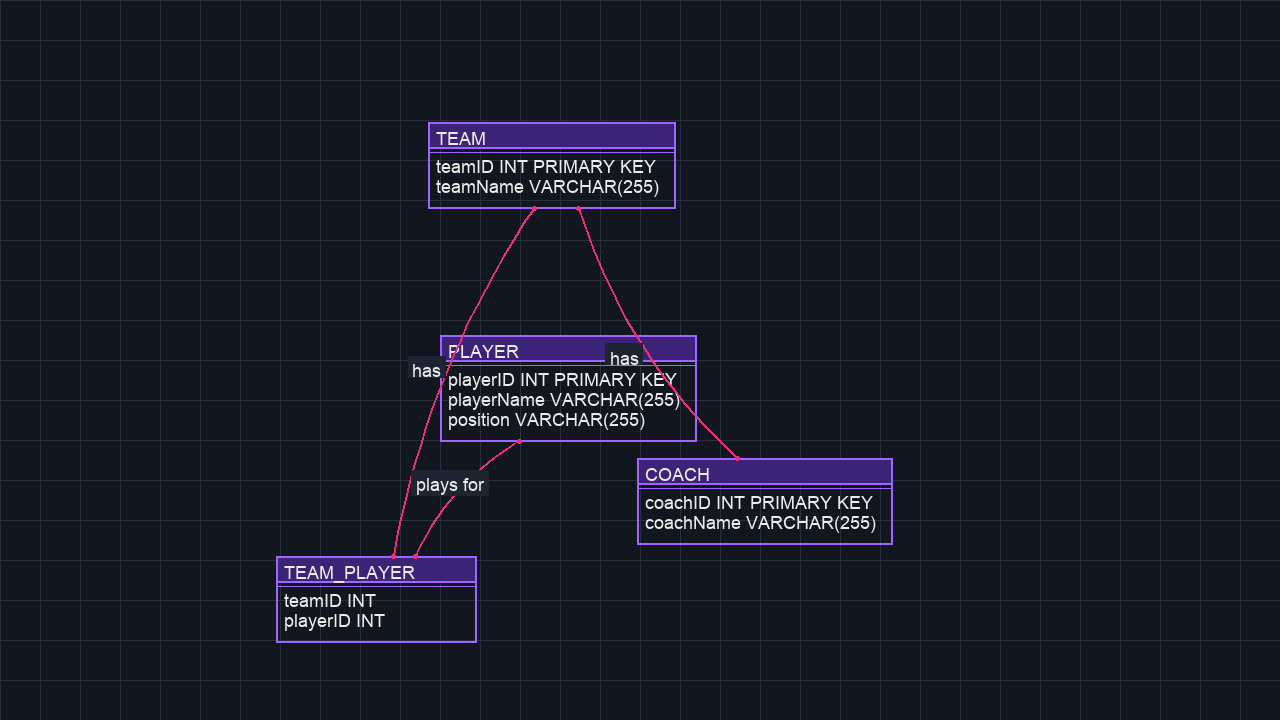 TEAM
teamID INT PRIMARY KEY
teamName VARCHAR(255)
PLAYER
playerID INT PRIMARY KEY
playerName VARCHAR(255)
position VARCHAR(255)
has
has
plays for
COACH
coachID INT PRIMARY KEY
coachName VARCHAR(255)
TEAM_PLAYER
teamID INT
playerID INT